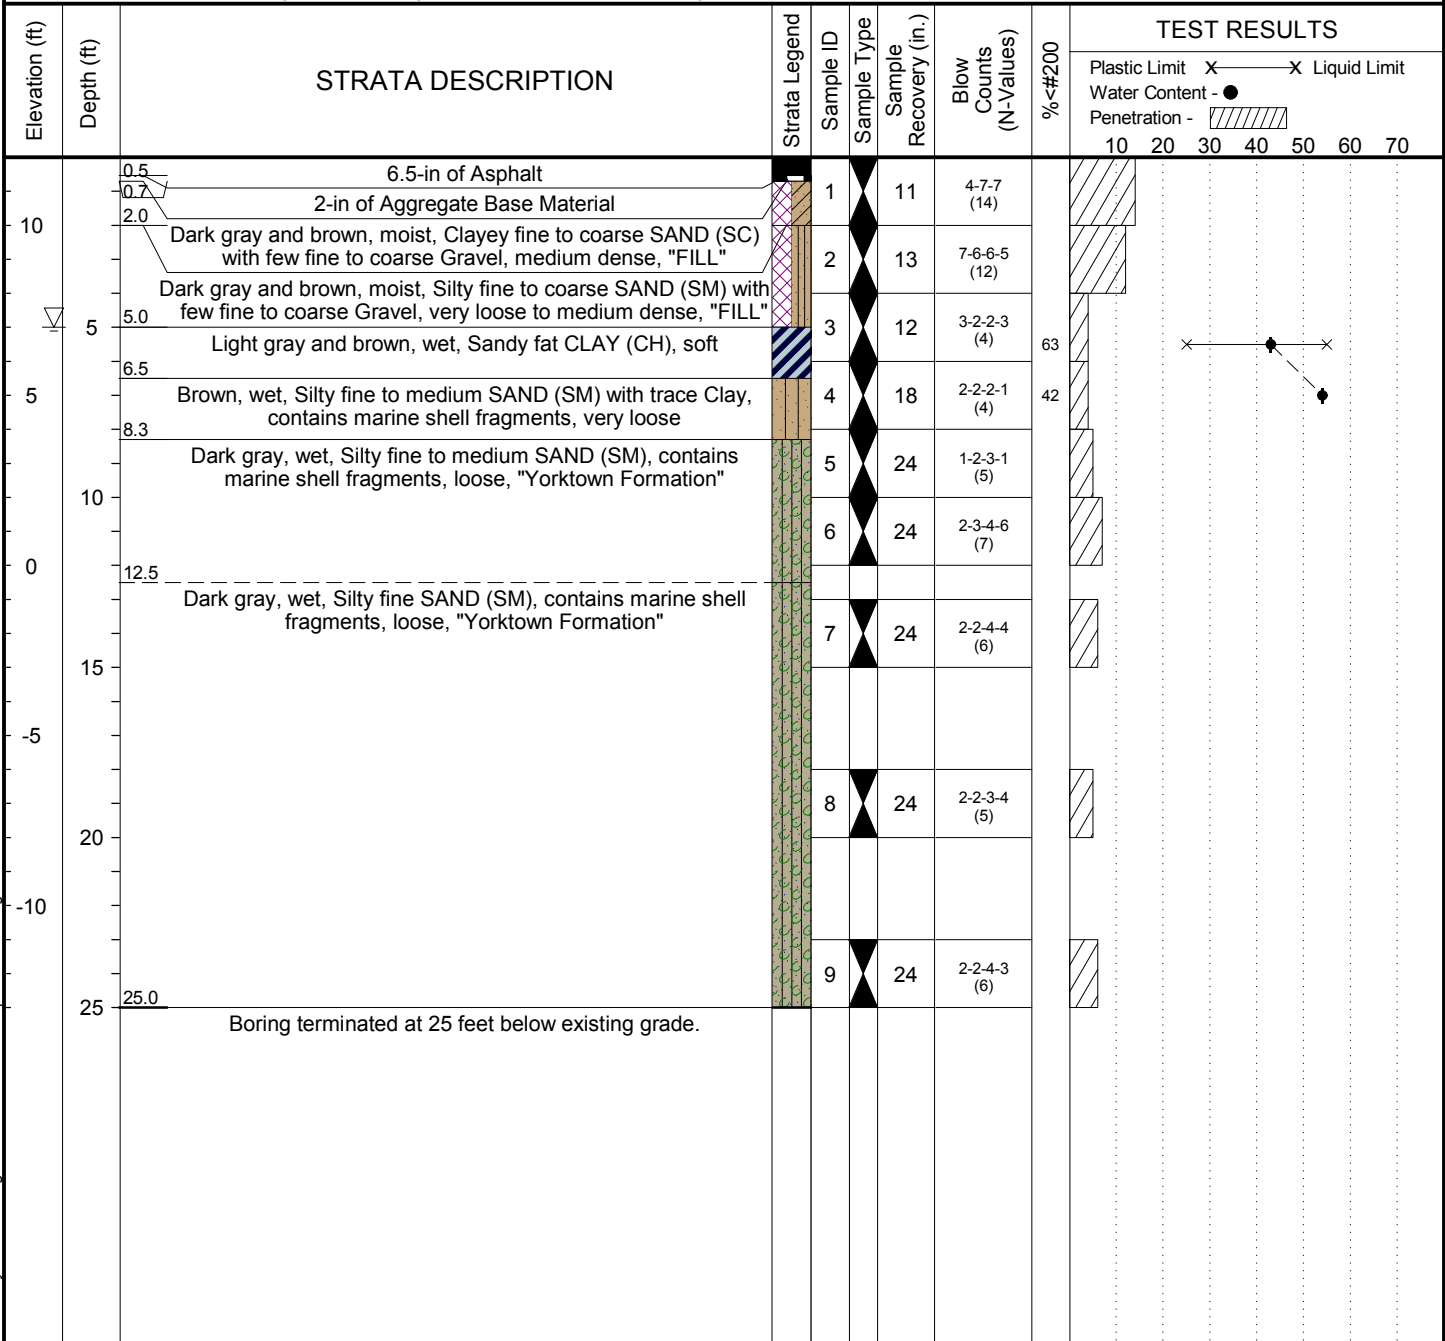 Elevation (ft)
Depth (ft)
STRATA DESCRIPTION
Strata Legend
Sample ID
Sample Type
Sample
Recovery (in.)
Blow
Counts
(N-Values)
%<#200
TEST RESULTS
Plastic Limit X X Liquid Limit
Water Content -
Penetration -
10 20 30 40 50 60 70
0.5 6.5-in of Asphalt
0.7 2-in of Aggregate Base Material
1 11 4-7-7
(14)
10 2.0
Dark gray and brown, moist, Clayey fine to coarse SAND (SC)
with few fine to coarse Gravel, medium dense, "FILL"
2 13 7-6-6-5
(12)
Dark gray and brown, moist, Silty fine to coarse SAND (SM) with
few fine to coarse Gravel, very loose to medium dense, "FILL"
5 5.0
3 12 3-2-2-3
(4)
Light gray and brown, wet, Sandy fat CLAY (CH), soft
63
6.5
5
Brown, wet, Silty fine to medium SAND (SM) with trace Clay,
contains marine shell fragments, very loose
4 18 2-2-2-1
(4)
42
8.3
Dark gray, wet, Silty fine to medium SAND (SM), contains
marine shell fragments, loose, "Yorktown Formation"
5 24 1-2-3-1
(5)
10
6 24 2-3-4-6
(7)
0
12.5
Dark gray, wet, Silty fine SAND (SM), contains marine shell
fragments, loose, "Yorktown Formation"
7 24 2-2-4-4
(6)
15
-5
8 24 2-2-3-4
(5)
20
-10
9 24 2-2-4-3
(6)
25 25.0
Boring terminated at 25 feet below existing grade.